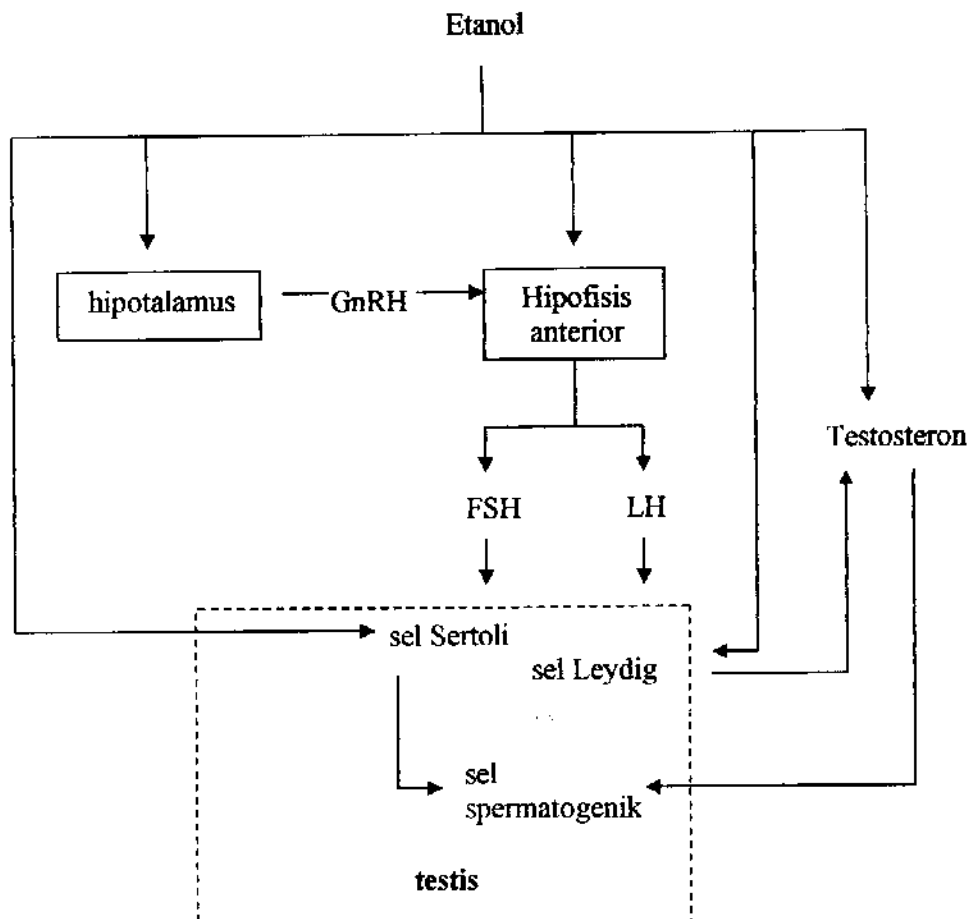 Etanol
hipotalamus
GnRH
Hipofisis
anterior
Testosteron
FSH
LH
sel Sertoli
sel Leydig
sel
spermatogenik
testis